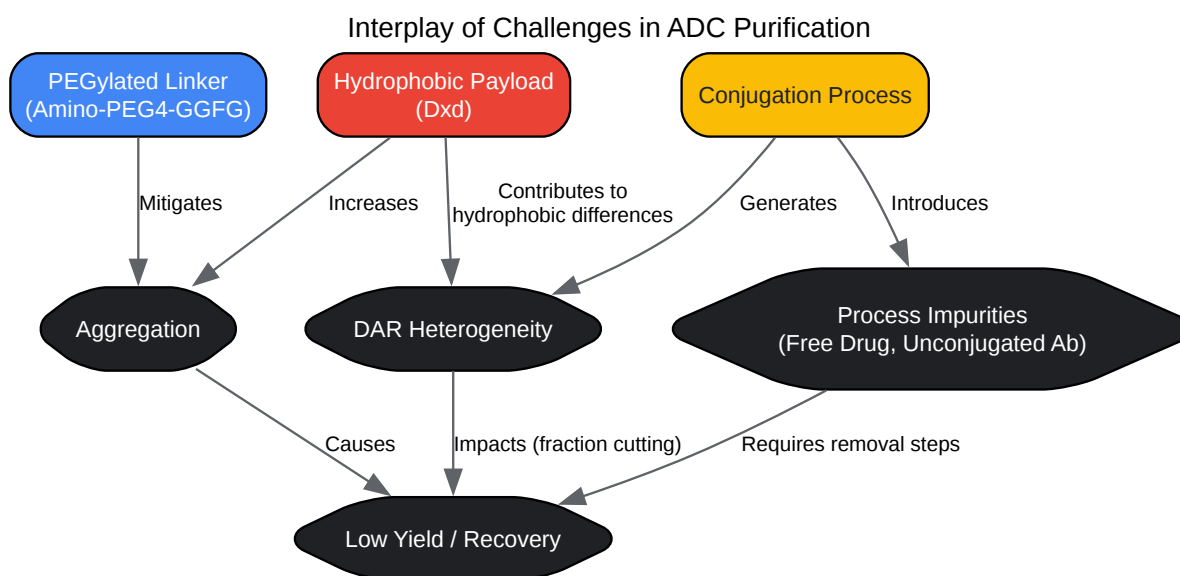 Interplay of Challenges in ADC Purification
PEGylated Linker
(Amino-PEG4-GGFG)
Hydrophobic Payload
(Dxd)
Conjugation Process
Mitigates
Increases
Contributes to
hydrophobic differences
Generates
Introduces
Aggregation
DAR Heterogeneity
Process Impurities
(Free Drug, Unconjugated Ab)
Causes
Impacts (fraction cutting)
Requires removal steps
Low Yield / Recovery